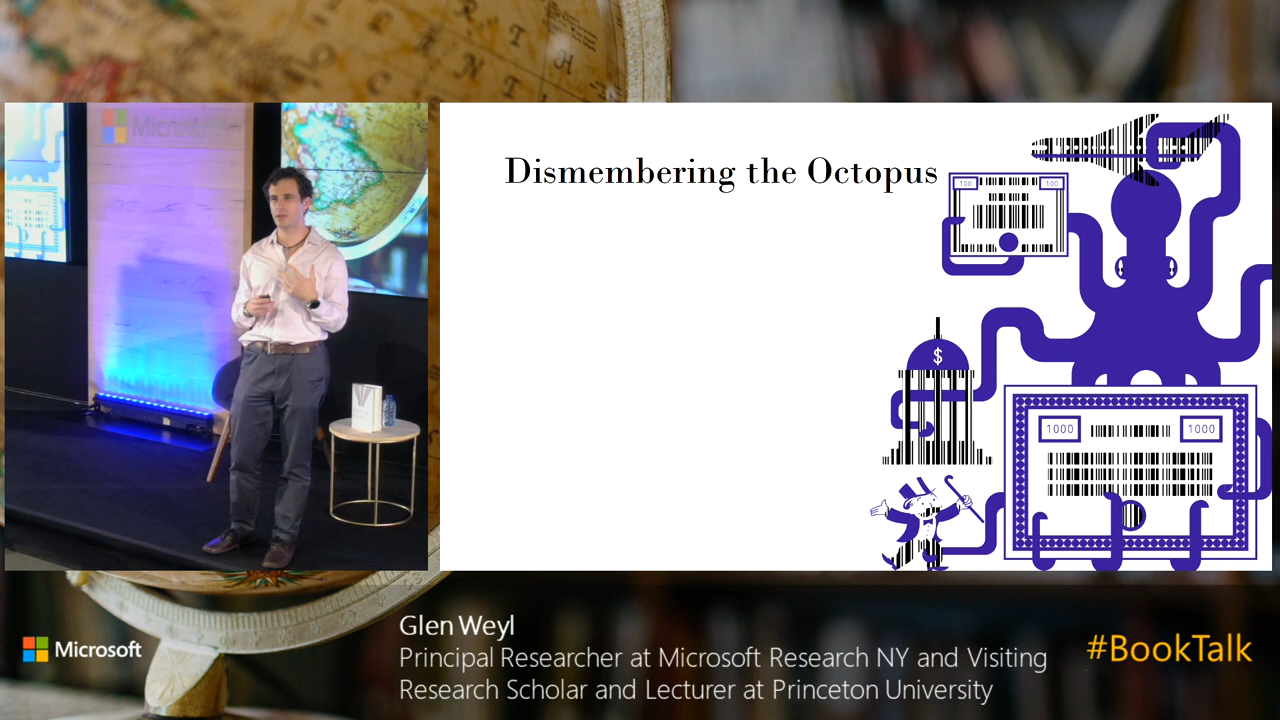 Microsoft
Dismembering the Octopus
100 100
$
1000 1000
Microsoft
Glen Weyl
Principal Researcher at Microsoft Research NY and Visiting
Research Scholar and Lecturer at Princeton University
#BookTalk